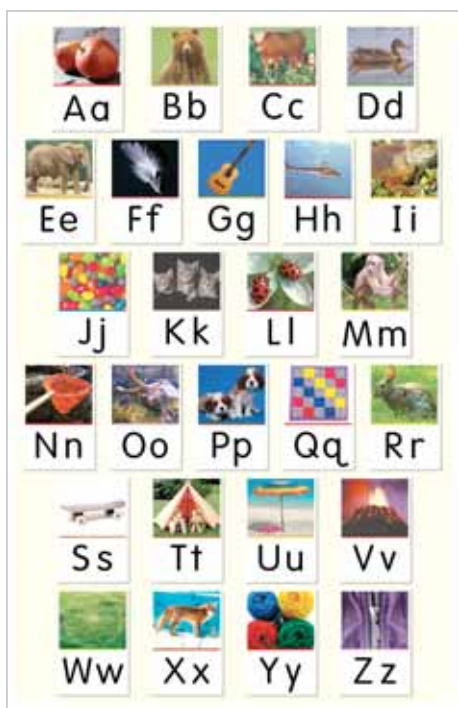 Aa Bb Cc Dd
Ee Ff Gg Hh Ii
Jj Kk Ll Mm
Nn Oo Pp Qq Rr
Ss Tt Uu Vv
Ww Xx Yy Zz